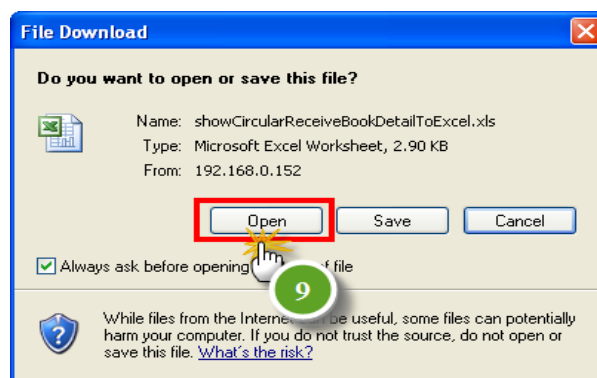 File Download
Do you want to open or save this file?
Name: showCircularReceiveBookDetailToExcel.xls
Type: Microsoft Excel Worksheet, 2.90 KB
From: 192.168.0.152
Open Save Cancel
Always ask before opening of file
9
While files from the Internet be useful, some files can potentially
harm your computer. If you do not trust the source, do not open or
save this file. What's the risk?